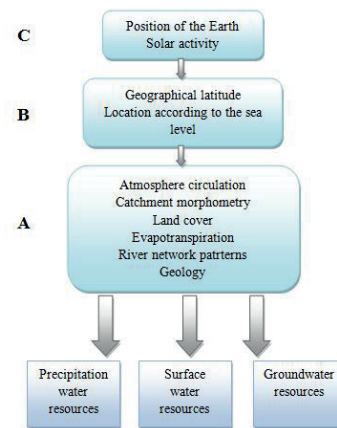 C
Position of the Earth
Solar activity
B
Geographical latitude
Location according to the sea
level
A
Atmosphere circulation
Catchment morphometry
Land cover
Evapotranspiration
River network patrterns
Geology
Precipitation
water
resources
Surface
water
resources
Groundwater
resources